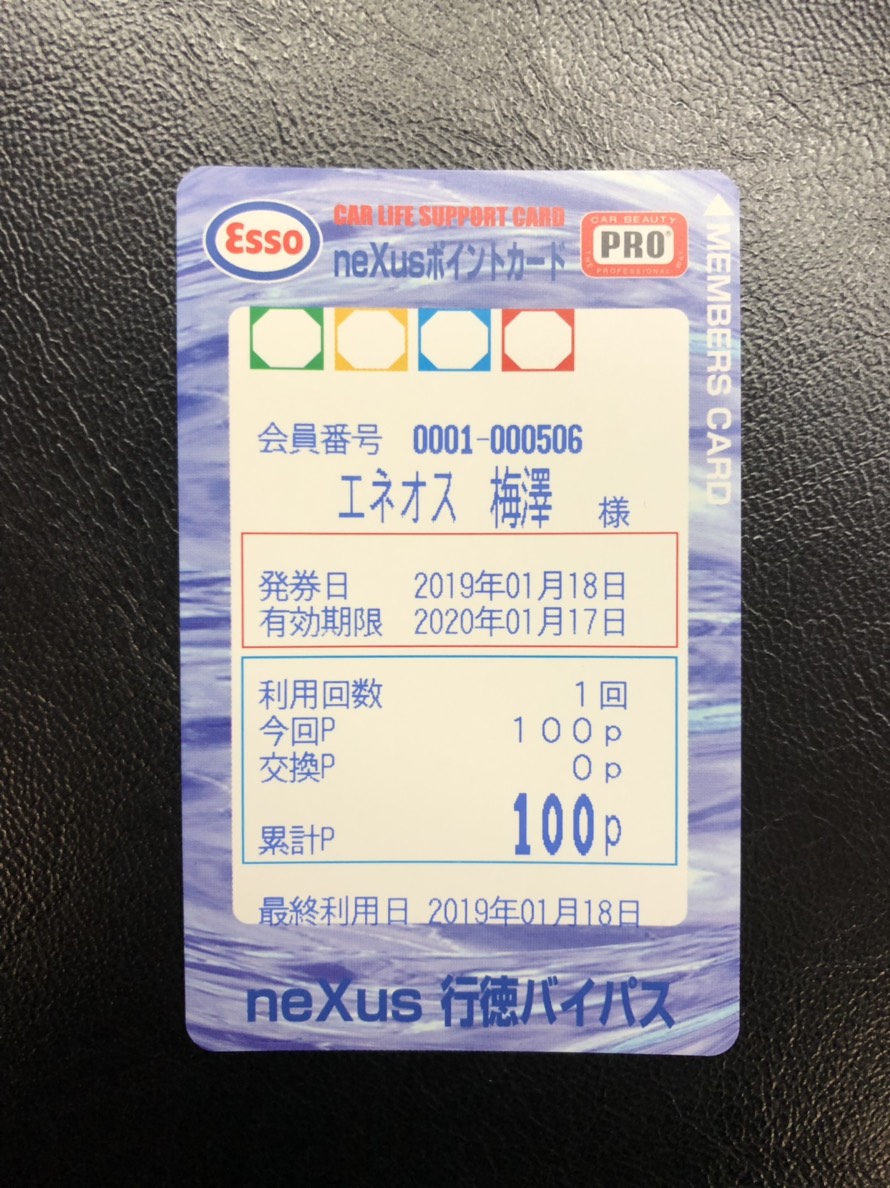 Esso
CAR LIFE SUPPORT CARD
neXusポイントカード
CAR BEAUTY
PRO®
PROFESSIONAL
◀MEMBERS CARD
会員番号 0001-000506
エネオス 梅澤 様
発券日 2019年01月18日
有効期限 2020年01月17日
利用回数 1回
今回P 100p
交換P 0p
累計P 100p
最終利用日 2019年01月18日
neXus 行徳バイパス